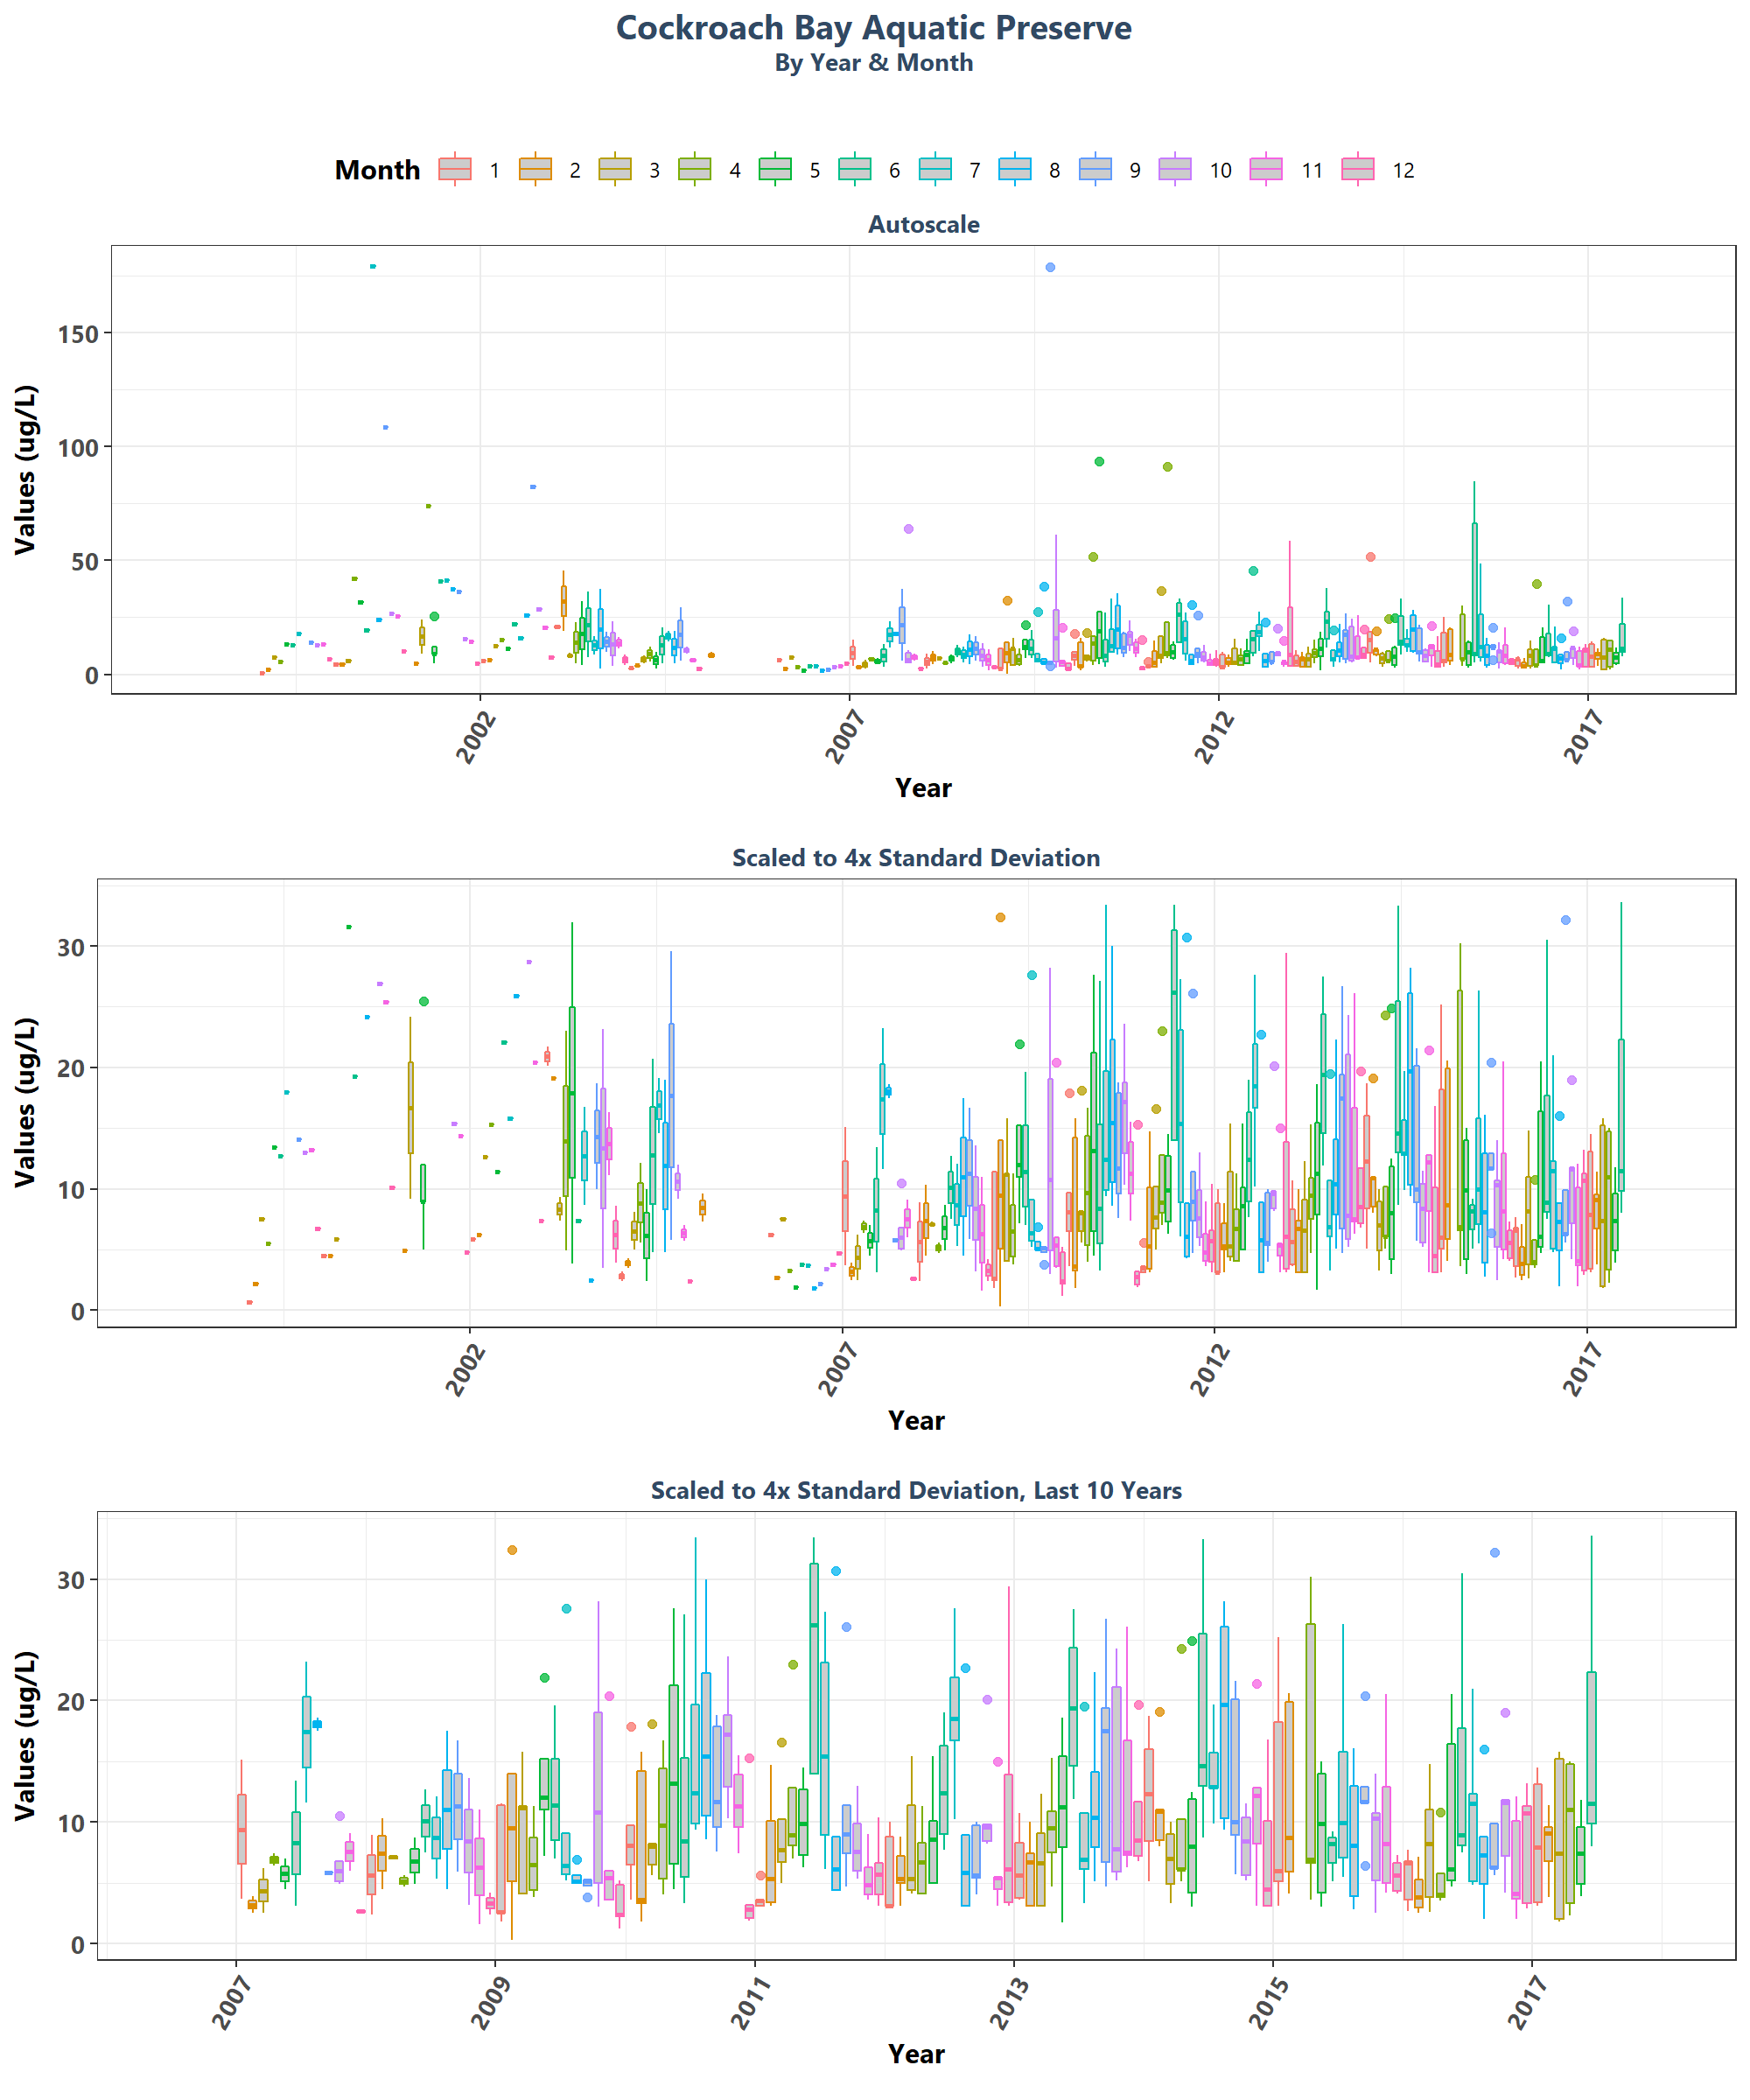 Cockroach Bay Aquatic Preserve
By Year & Month
Month 1 2 3 4 5 6 7 8 9 10 11 12
Autoscale
Values (ug/L)
150
100
50
0
2002 2007 2012 2017
Year
Scaled to 4x Standard Deviation
Values (ug/L)
30
20
10
0
2002 2007 2012 2017
Year
Scaled to 4x Standard Deviation, Last 10 Years
Values (ug/L)
30
20
10
0
2007 2009 2011 2013 2015 2017
Year